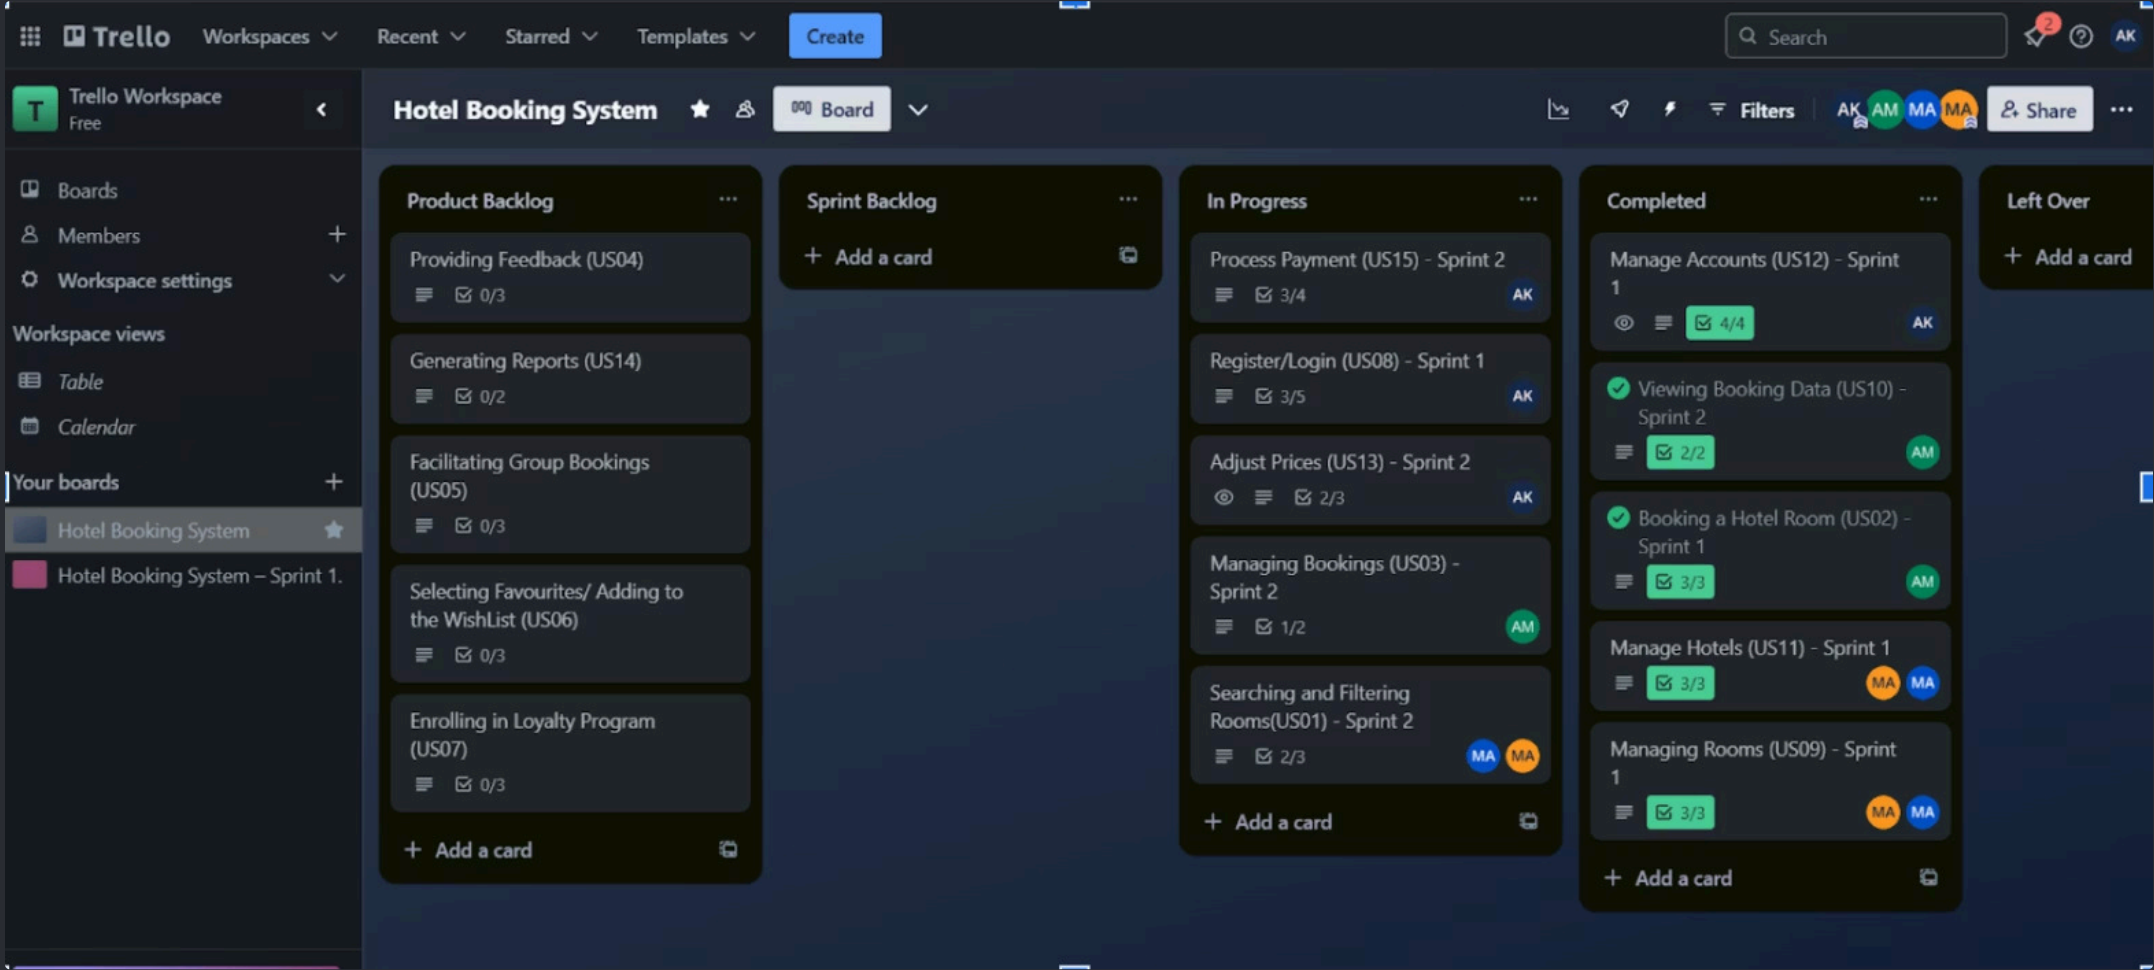 Trello
Workspaces
Recent
Starred
Templates
Create
Search
2
AK
T
Trello Workspace
Free
Hotel Booking System
Board
Filters
AK
AM
MA
MA
Share
Boards
Members
Workspace settings
Workspace views
Table
Calendar
Your boards
Hotel Booking System
Hotel Booking System – Sprint 1.
Product Backlog
Providing Feedback (US04)
0/3
Generating Reports (US14)
0/2
Facilitating Group Bookings
(US05)
0/3
Selecting Favourites/ Adding to
the WishList (US06)
0/3
Enrolling in Loyalty Program
(US07)
0/3
Add a card
Sprint Backlog
Add a card
In Progress
Process Payment (US15) - Sprint 2
3/4
AK
Register/Login (US08) - Sprint 1
3/5
AK
Adjust Prices (US13) - Sprint 2
2/3
AK
Managing Bookings (US03) -
Sprint 2
1/2
AM
Searching and Filtering
Rooms(US01) - Sprint 2
2/3
MA
MA
Add a card
Completed
Manage Accounts (US12) - Sprint
1
4/4
AK
Viewing Booking Data (US10) -
Sprint 2
2/2
AM
Booking a Hotel Room (US02) -
Sprint 1
3/3
AM
Manage Hotels (US11) - Sprint 1
3/3
MA
MA
Managing Rooms (US09) - Sprint
1
3/3
MA
MA
Add a card
Left Over
Add a card